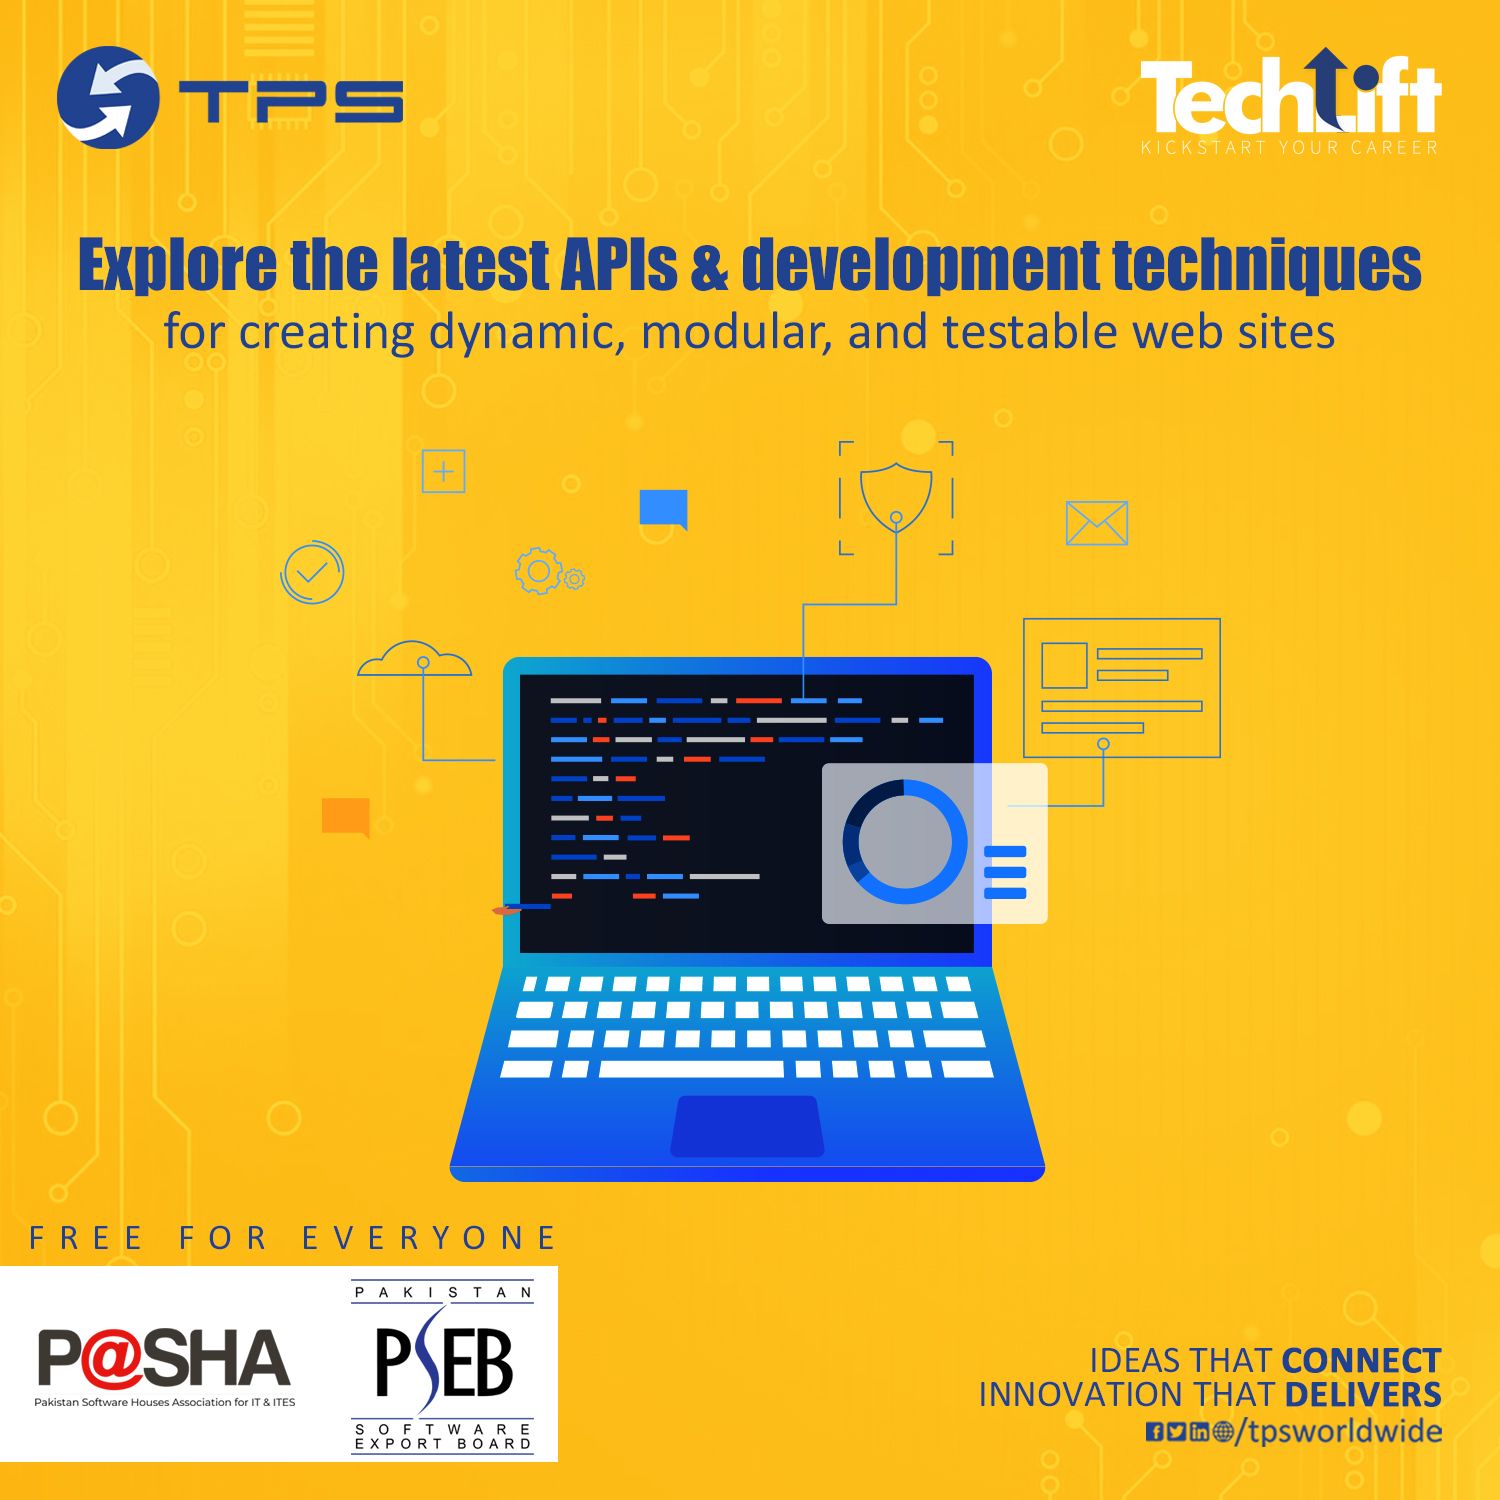 TPS
TechLift
KICKSTART YOUR CAREER
Explore the latest APIs & development techniques
for creating dynamic, modular, and testable web sites
FREE FOR EVERYONE
P@SHA
Pakistan Software Houses Association for IT & ITES
PAKISTAN
PSEB
SOFTWARE
EXPORT BOARD
IDEAS THAT CONNECT
INNOVATION THAT DELIVERS
/tpsworldwide